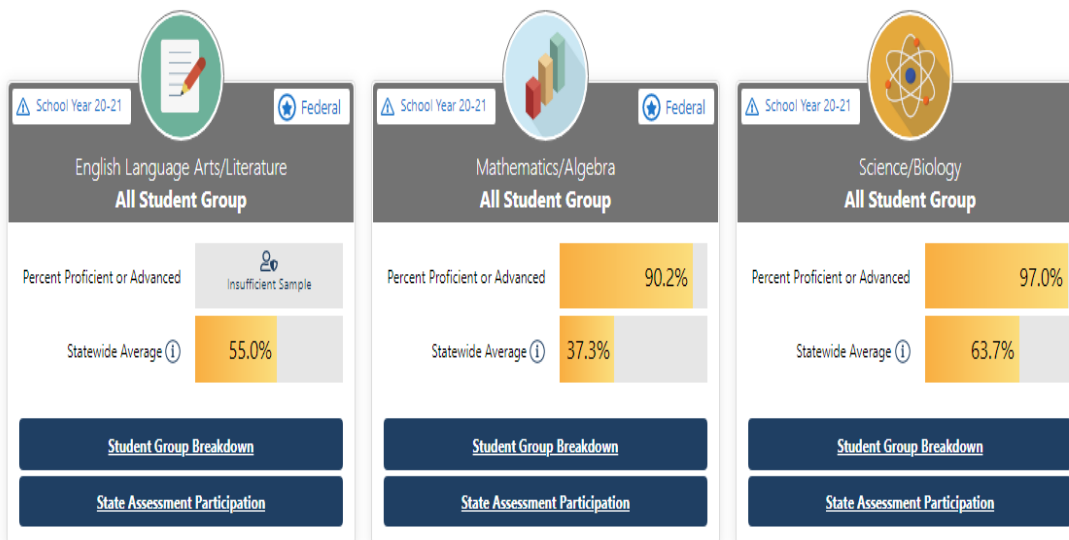 School Year 20-21
Federal
English Language Arts/Literature
All Student Group
Percent Proficient or Advanced
Insufficient Sample
Statewide Average
55.0%
Student Group Breakdown
State Assessment Participation
School Year 20-21
Federal
Mathematics/Algebra
All Student Group
Percent Proficient or Advanced
90.2%
Statewide Average
37.3%
Student Group Breakdown
State Assessment Participation
School Year 20-21
Science/Biology
All Student Group
Percent Proficient or Advanced
97.0%
Statewide Average
63.7%
Student Group Breakdown
State Assessment Participation